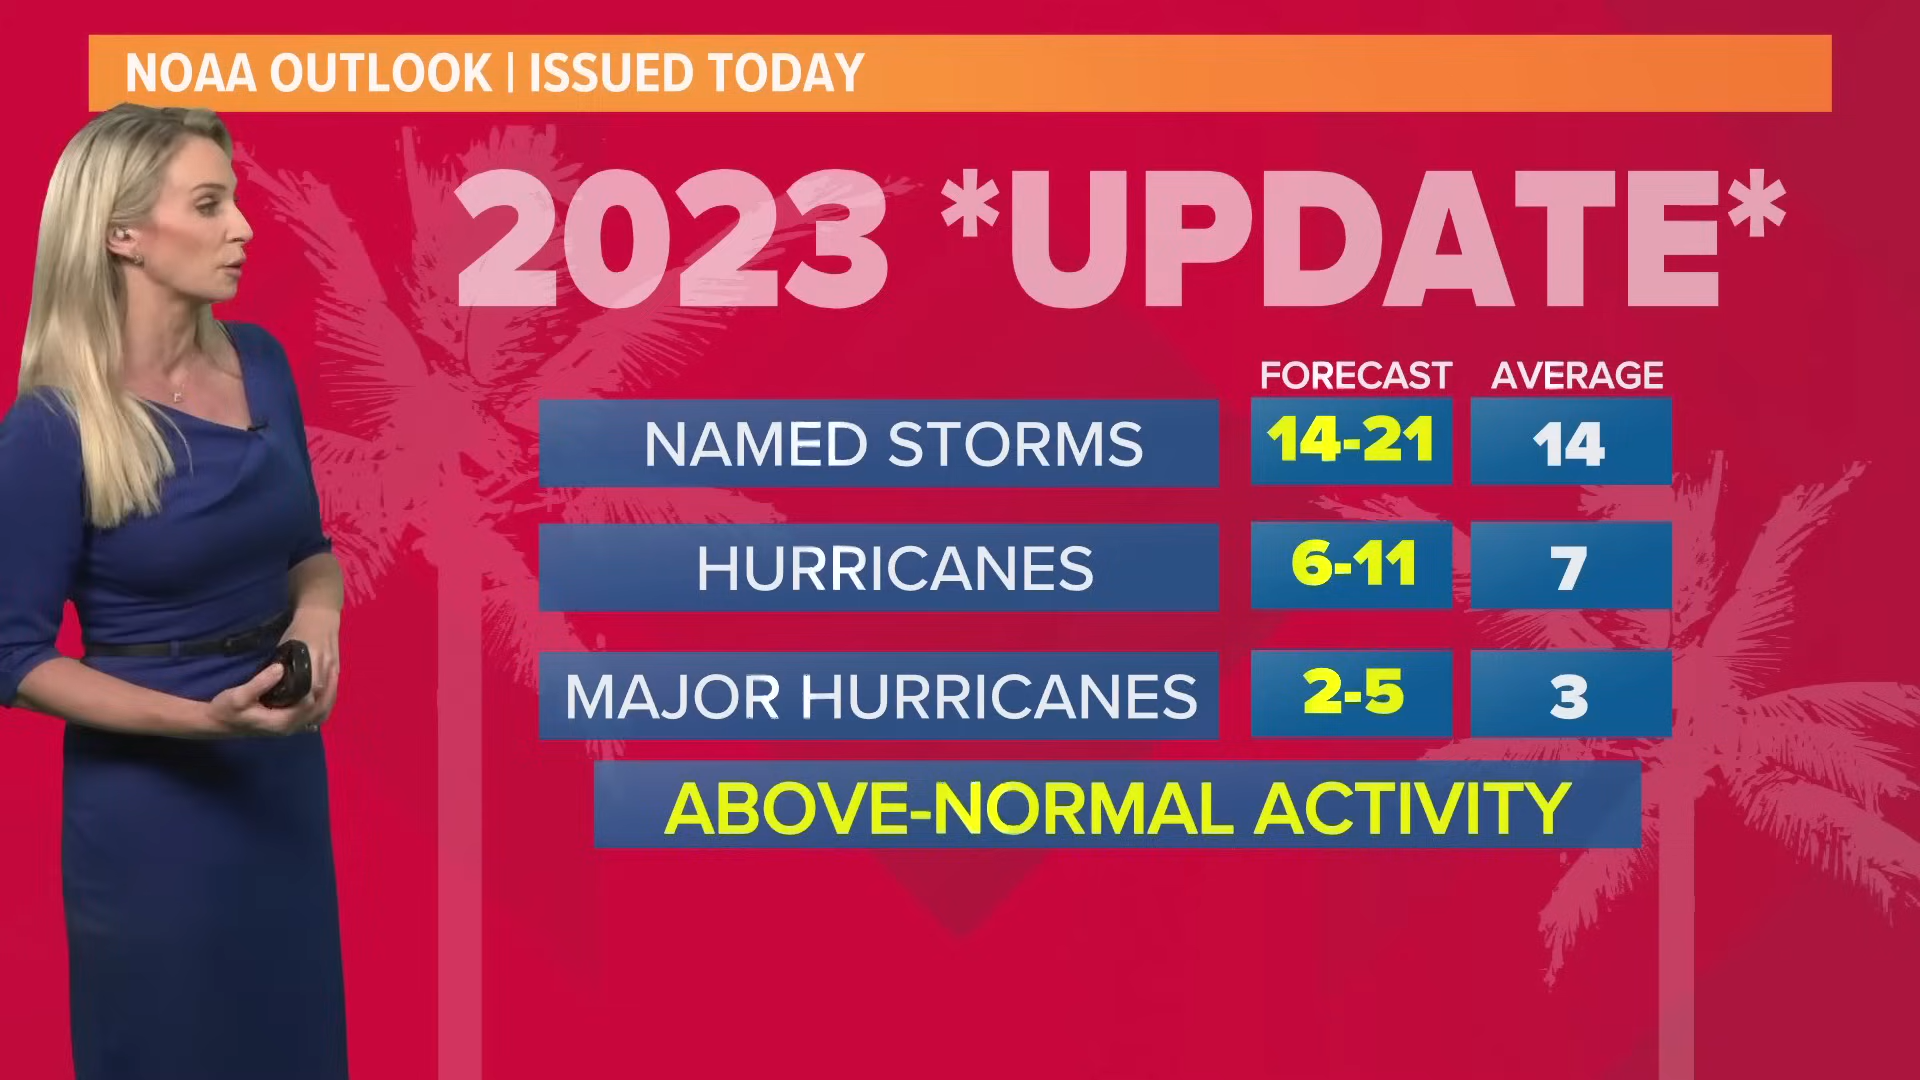 NOAA OUTLOOK | ISSUED TODAY
2023 *UPDATE*
FORECAST AVERAGE
NAMED STORMS 14-21 14
HURRICANES 6-11 7
MAJOR HURRICANES 2-5 3
ABOVE-NORMAL ACTIVITY